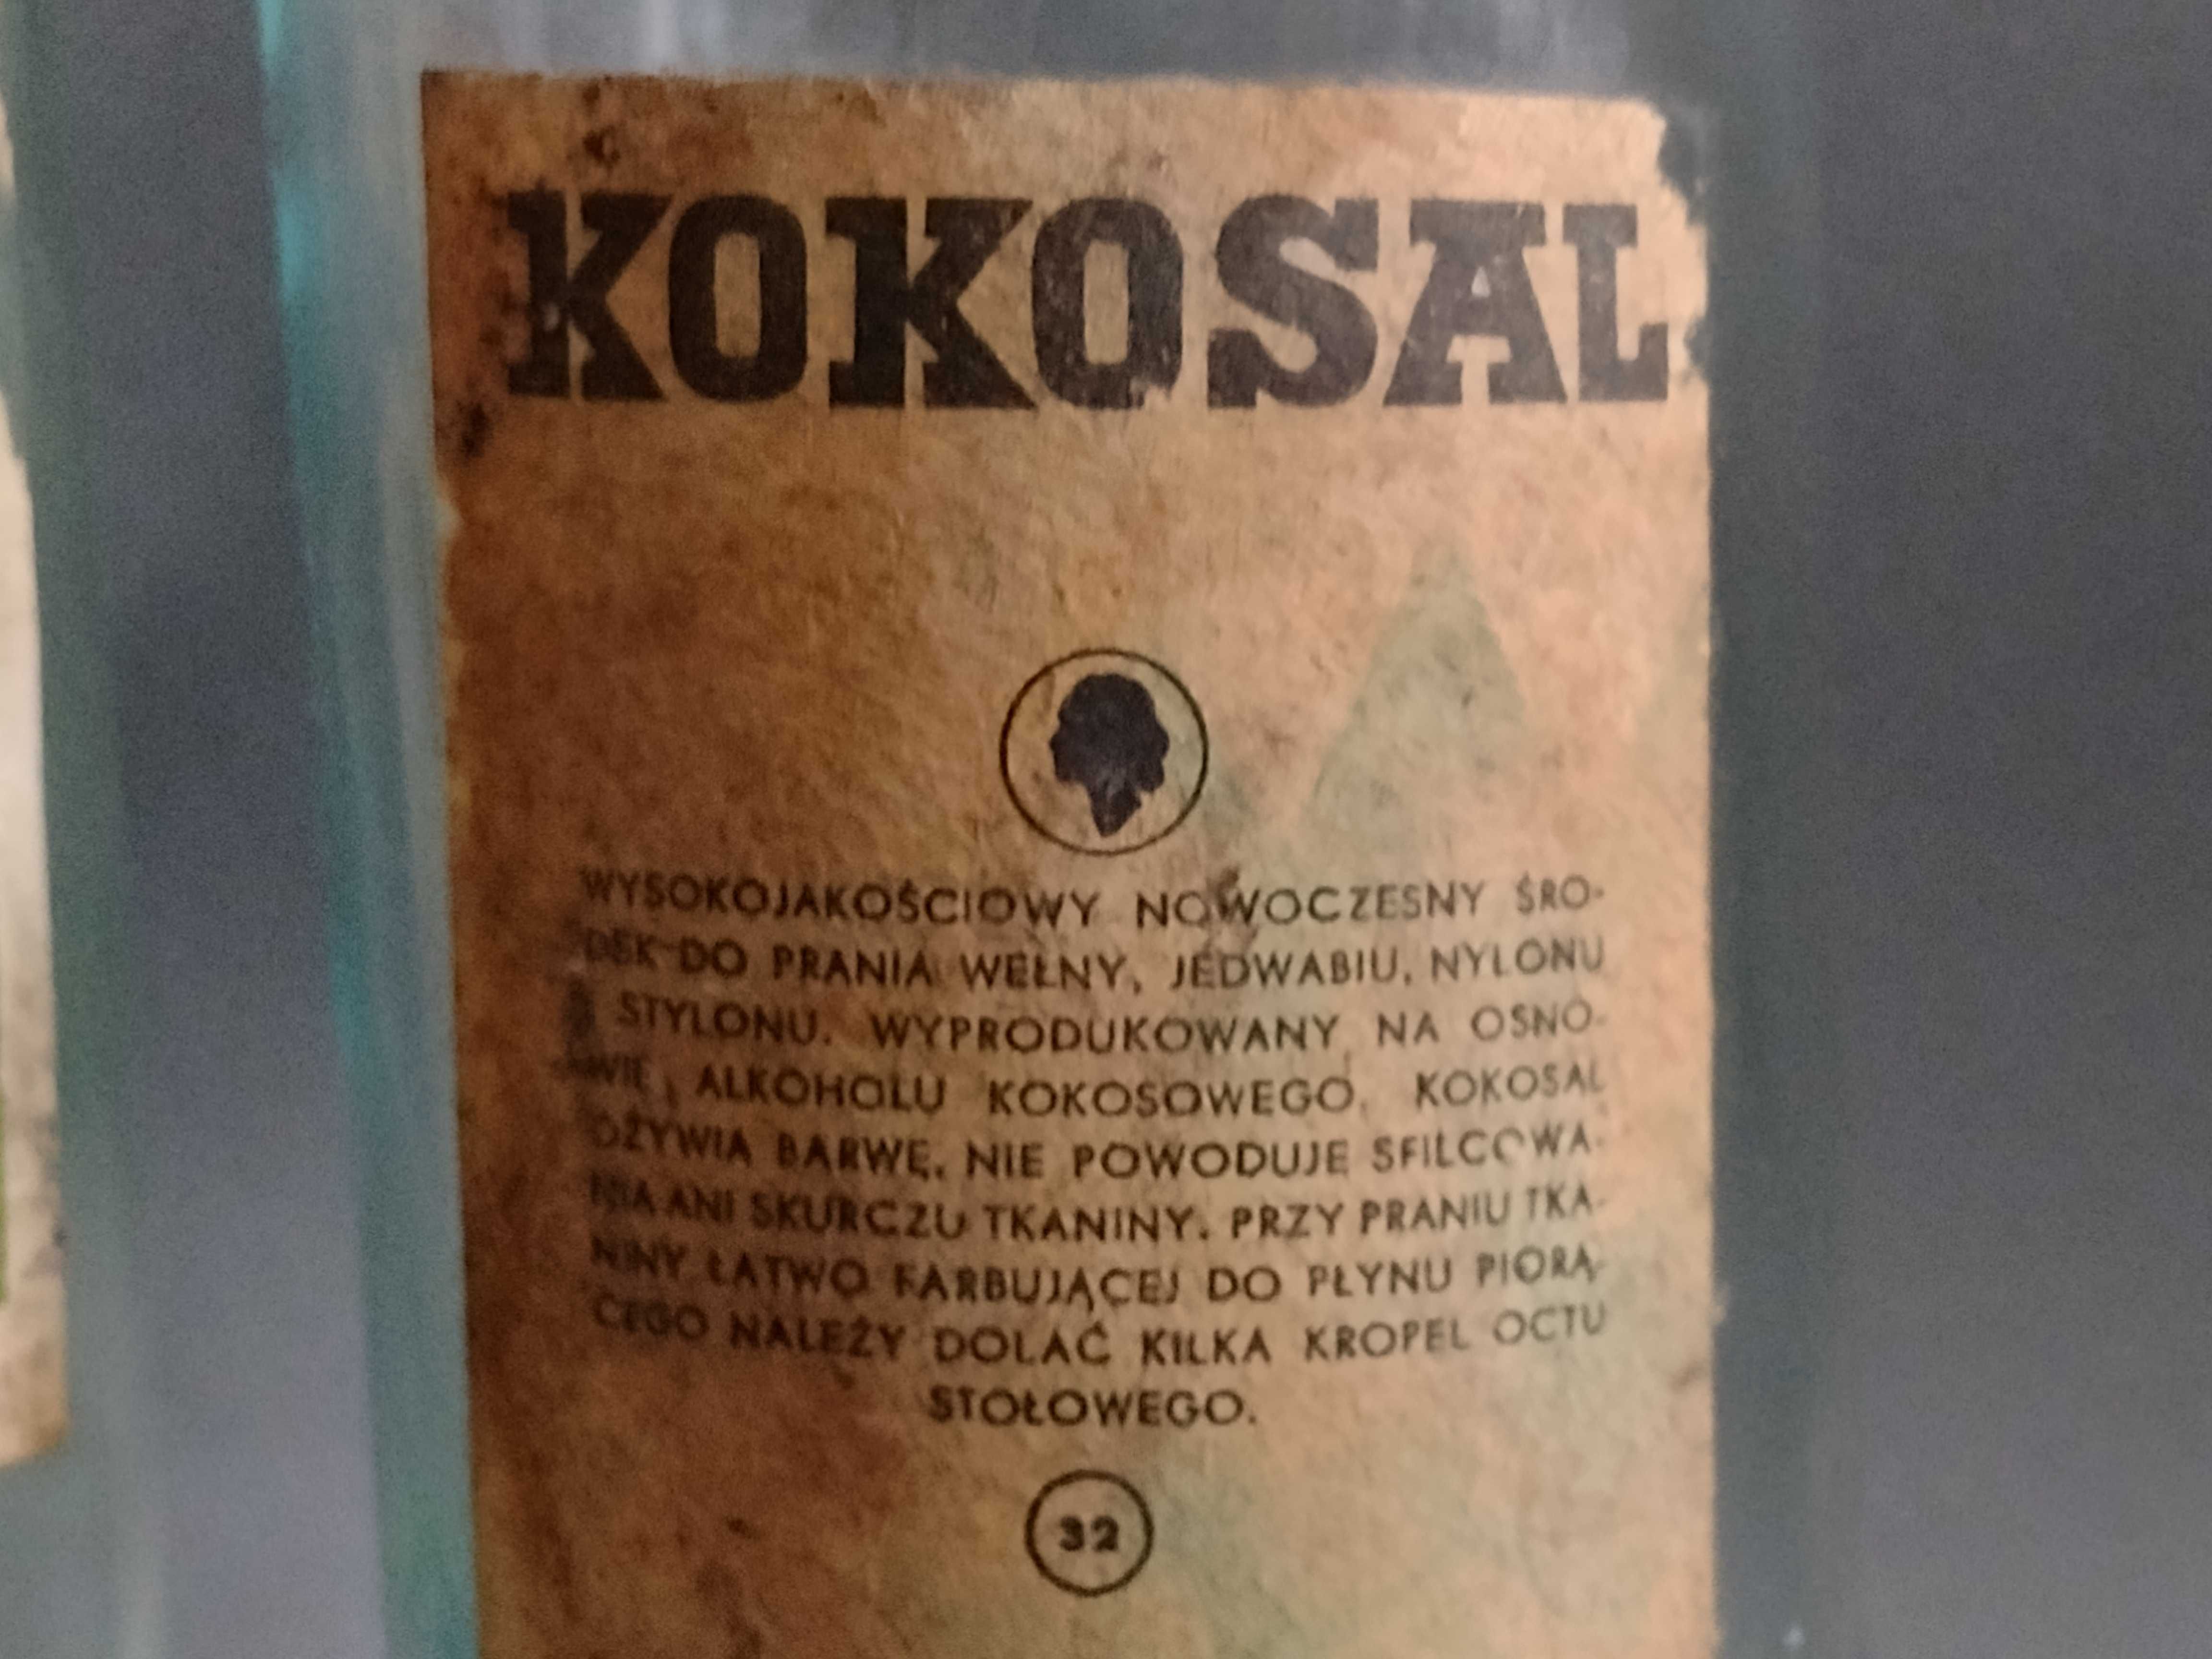 KOKOSAL
WYSOKOJAKOŚCIOWY NOWOCZESNY ŚRO-
DEK DO PRANIA WEŁNY, JEDWABIU, NYLONU
STYLONU. WYPRODUKOWANY NA OSNO-
WIE ALKOHOLU KOKOSOWEGO, KOKOSAL
OŻYWIA BARWĘ, NIE POWODUJE SFILCOWA-
NIA ANI SKURCZU TKANINY. PRZY PRANIU TKA-
NINY ŁATWO FARBUJĄCEJ DO PŁYNU PIORĄ-
CEGO NALEŻY DOLAĆ KILKA KROPEL OCTU
STOŁOWEGO.
32